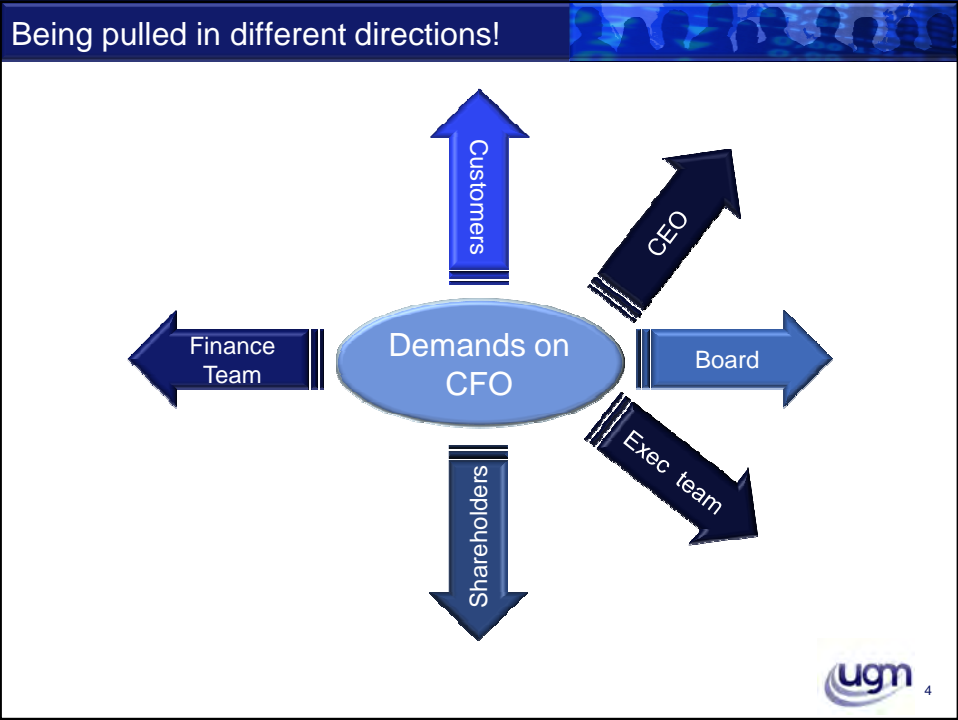 Being pulled in different directions!
Customers
CEO
Finance
Team
Demands on
CFO
Board
Exec team
Shareholders
ugm
4